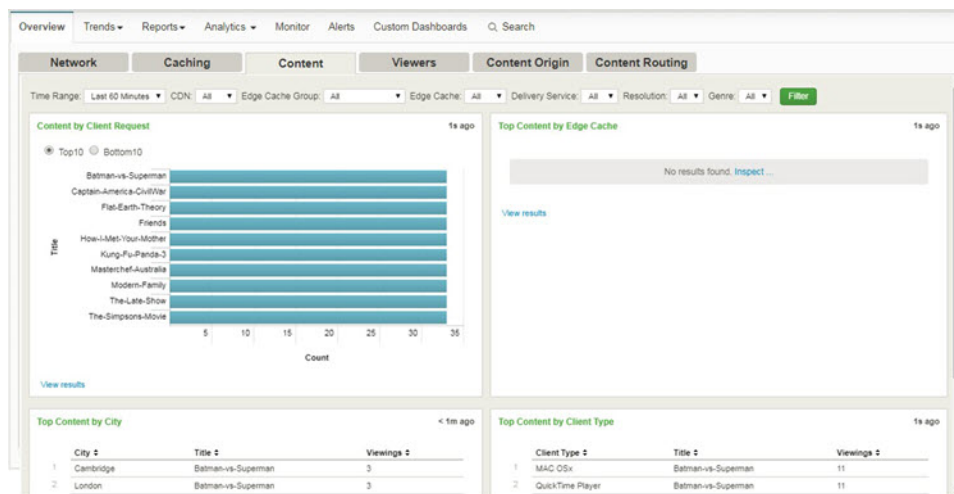 Overview Trends Reports Analytics Monitor Alerts Custom Dashboards Search
Network Caching Content Viewers Content Origin Content Routing
Time Range: Last 60 Minutes CDN: All Edge Cache Group: All Edge Cache: All Delivery Service: All Resolution: All Genre: All Filter
Content by Client Request 1s ago
Top10 Bottom10
Title
Batman-vs-Superman
Captain-America-CivilWar
Flat-Earth-Theory
Friends
How-I-Met-Your-Mother
Kung-Fu-Panda-3
Masterchef-Australia
Modern-Family
The-Late-Show
The-Simpsons-Movie
5 10 15 20 25 30 35
Count
View results
Top Content by Edge Cache 1s ago
No results found. Inspect ...
View results
Top Content by City < 1m ago
City Title Viewings
1 Cambridge Batman-vs-Superman 3
2 London Batman-vs-Superman 3
Top Content by Client Type 1s ago
Client Type Title Viewings
1 MAC OSx Batman-vs-Superman 11
2 QuickTime Player Batman-vs-Superman 11